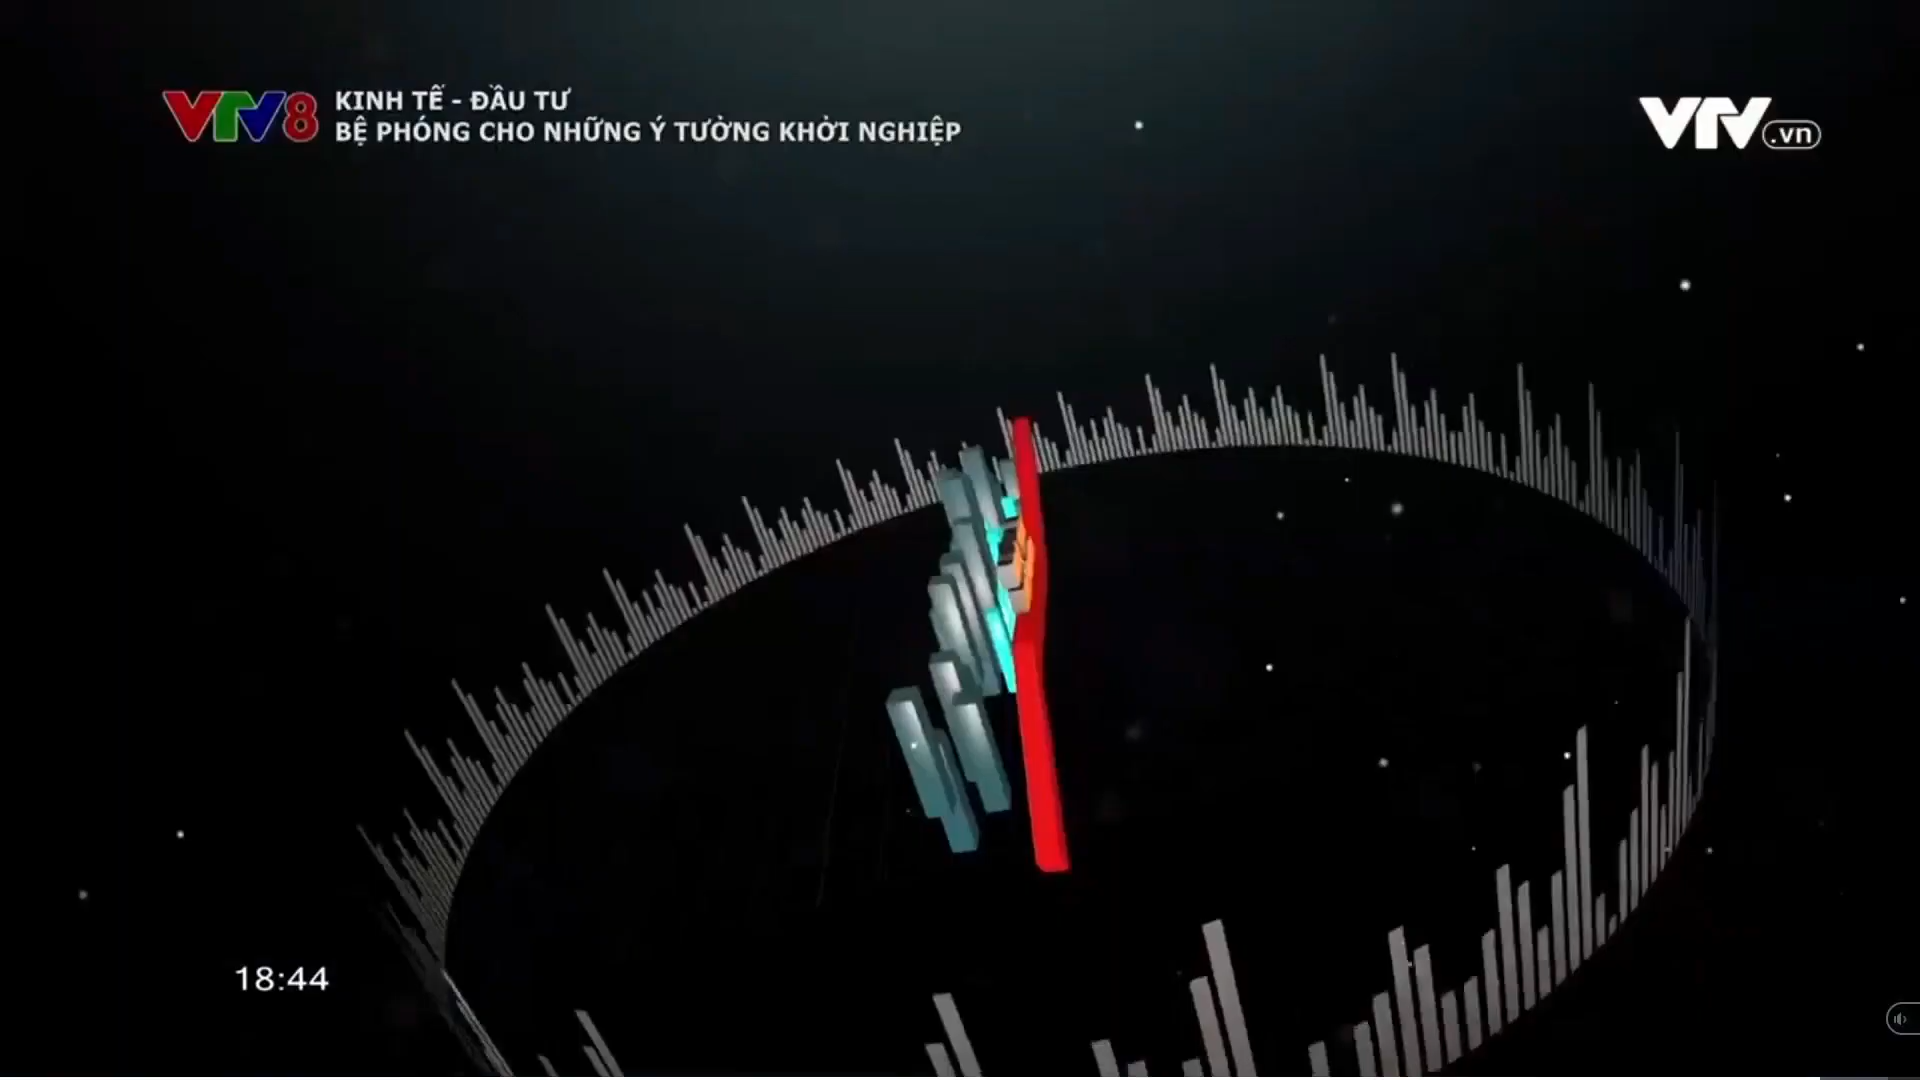 VTV8
KINH TẾ - ĐẦU TƯ
BỆ PHÓNG CHO NHỮNG Ý TƯỞNG KHỞI NGHIỆP
VTV.vn
18:44